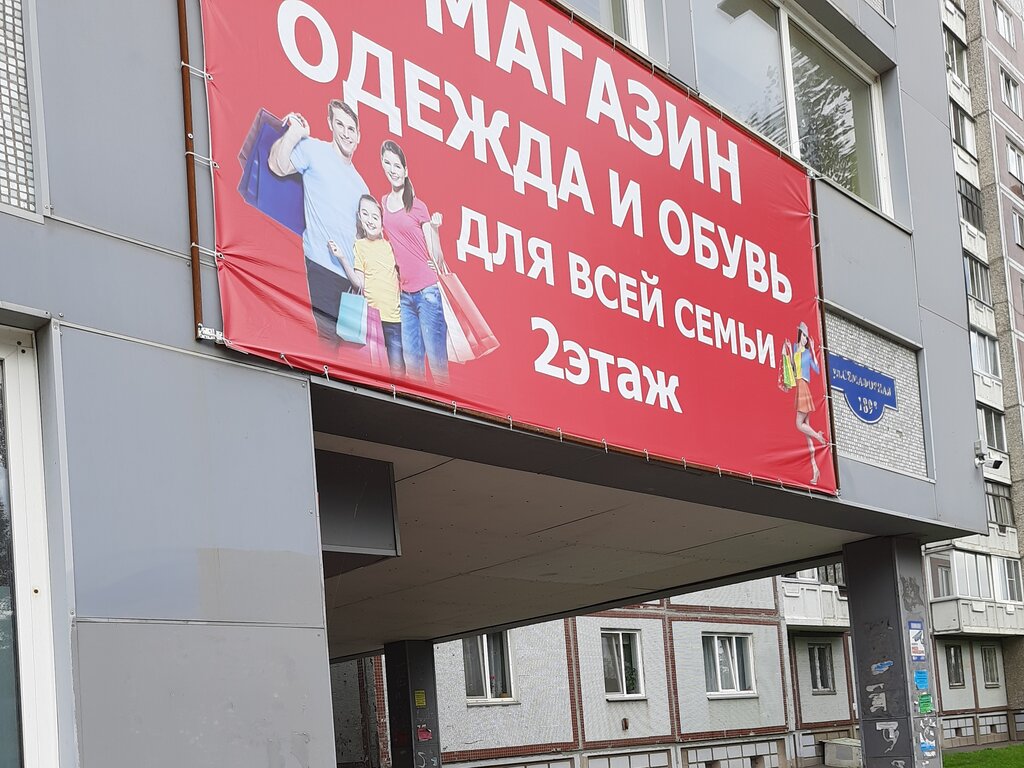 МАГАЗИН
ОДЕЖДА И ОБУВЬ
ДЛЯ ВСЕЙ СЕМЬИ
2этаж